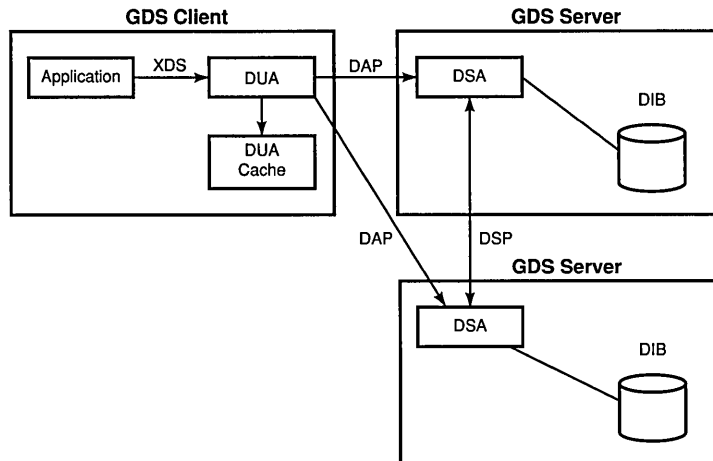 GDS Client
GDS Server
Application
XDS
DUA
DAP
DSA
DIB
DUA
Cache
DAP
DSP
GDS Server
DSA
DIB